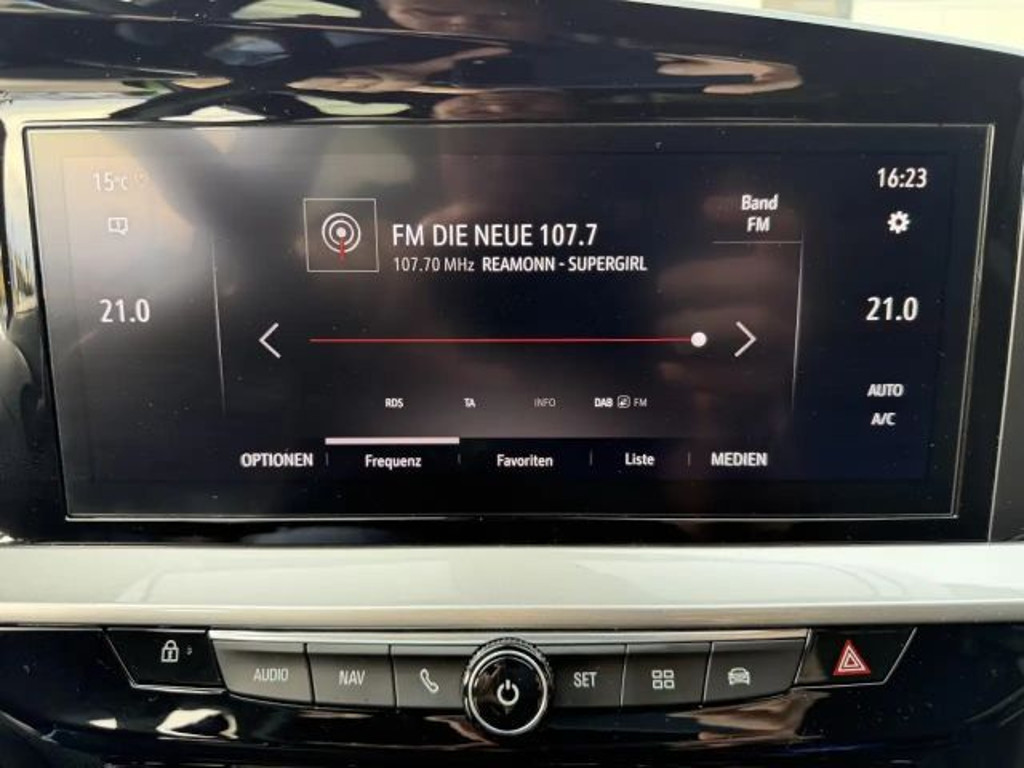 15°C
16:23
FM DIE NEUE 107.7
107.70 MHz REAMONN - SUPERGIRL
Band
FM
21.0
21.0
AUTO
A/C
RDS TA INFO DAB FM
OPTIONEN Frequenz Favoriten Liste MEDIEN
AUDIO NAV SET